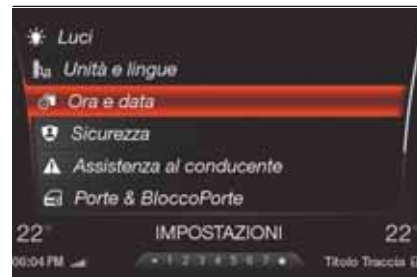 Luci
Unità e lingue
Ora e data
Sicurezza
Assistenza al conducente
Porte & BloccoPorte
22° IMPOSTAZIONI 22°
06:04 PM 1 2 3 4 5 6 7 Titolo Traccia